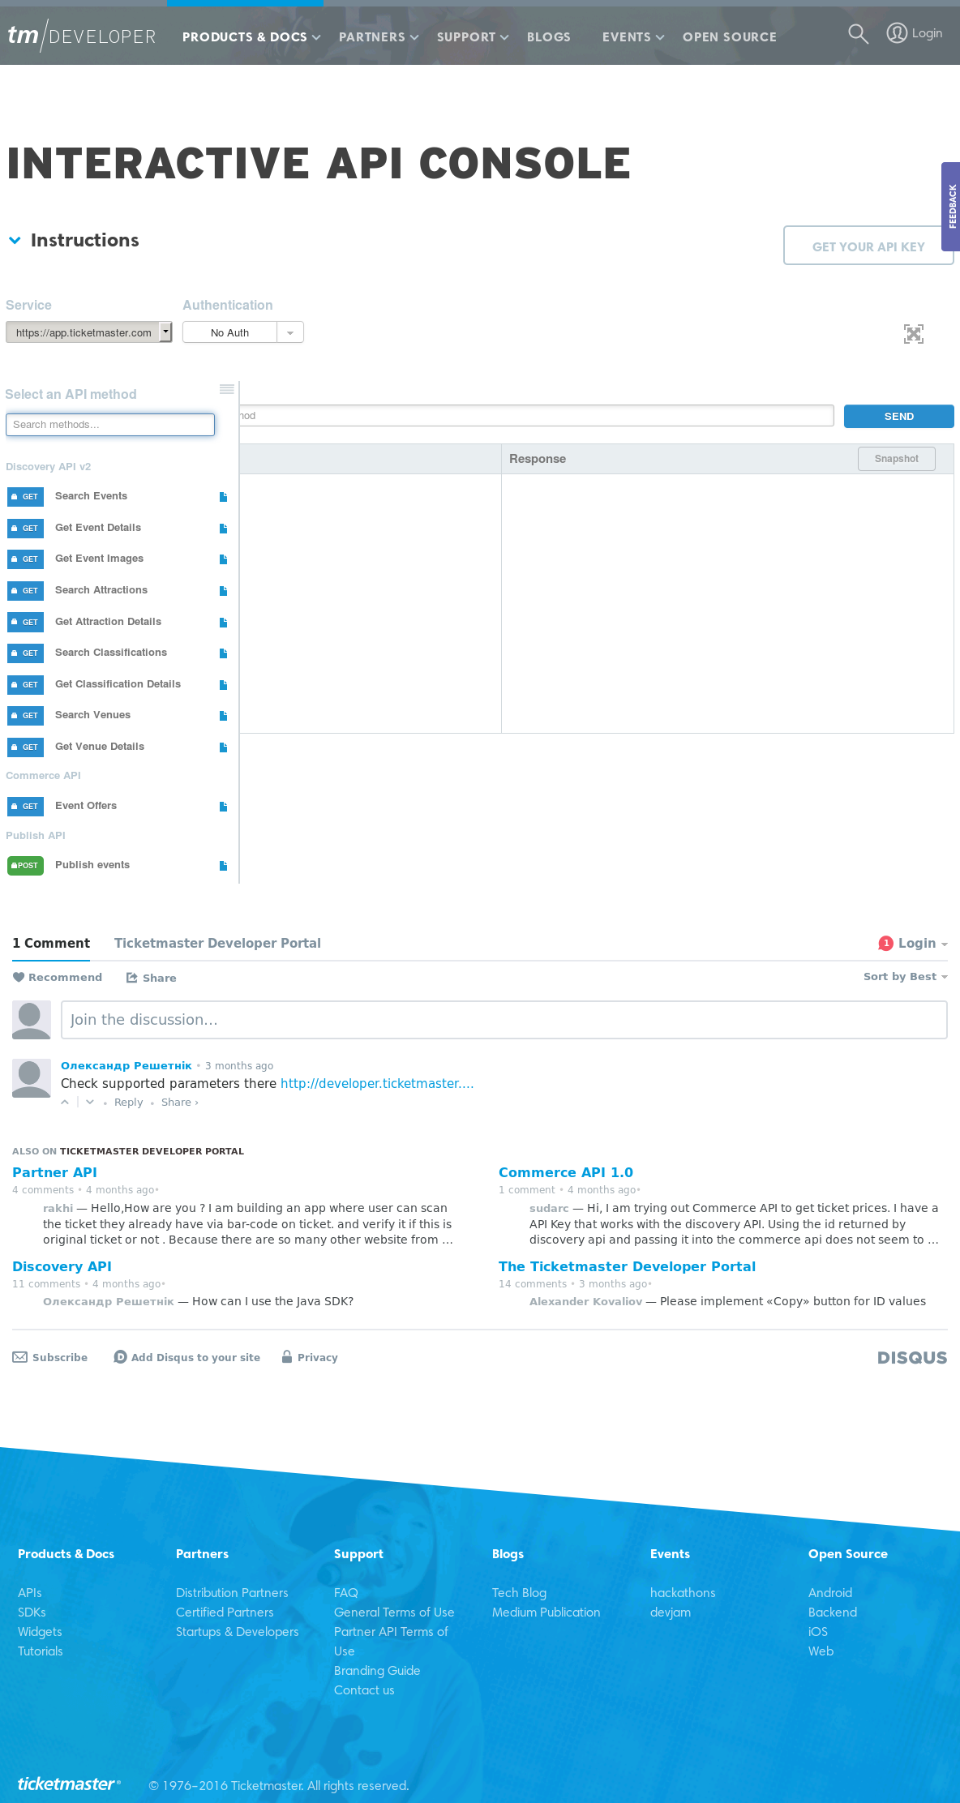 tm/DEVELOPER PRODUCTS & DOCS PARTNERS SUPPORT BLOGS EVENTS OPEN SOURCE Login
INTERACTIVE API CONSOLE
FEEDBACK
Instructions
GET YOUR API KEY
Service Authentication
https://app.ticketmaster.com No Auth
Select an API method
Search methods...
SEND
Response Snapshot
Discovery API v2
GET Search Events
GET Get Event Details
GET Get Event Images
GET Search Attractions
GET Get Attraction Details
GET Search Classifications
GET Get Classification Details
GET Search Venues
GET Get Venue Details
Commerce API
GET Event Offers
Publish API
POST Publish events
1 Comment Ticketmaster Developer Portal 1 Login
Recommend Share Sort by Best
Join the discussion...
Олександр Решетнік • 3 months ago
Check supported parameters there http://developer.ticketmaster....
• Reply • Share ›
ALSO ON TICKETMASTER DEVELOPER PORTAL
Partner API
4 comments • 4 months ago•
rakhi — Hello,How are you ? I am building an app where user can scan
the ticket they already have via bar-code on ticket. and verify it if this is
original ticket or not . Because there are so many other website from ...
Commerce API 1.0
1 comment • 4 months ago•
sudarc — Hi, I am trying out Commerce API to get ticket prices. I have a
API Key that works with the discovery API. Using the id returned by
discovery api and passing it into the commerce api does not seem to ...
Discovery API
11 comments • 4 months ago•
Олександр Решетнік — How can I use the Java SDK?
The Ticketmaster Developer Portal
14 comments • 3 months ago•
Alexander Kovaliov — Please implement «Copy» button for ID values
Subscribe Add Disqus to your site Privacy DISQUS
Products & Docs
APIs
SDKs
Widgets
Tutorials
Partners
Distribution Partners
Certified Partners
Startups & Developers
Support
FAQ
General Terms of Use
Partner API Terms of
Use
Branding Guide
Contact us
Blogs
Tech Blog
Medium Publication
Events
hackathons
devjam
Open Source
Android
Backend
iOS
Web
ticketmaster® © 1976–2016 Ticketmaster. All rights reserved.